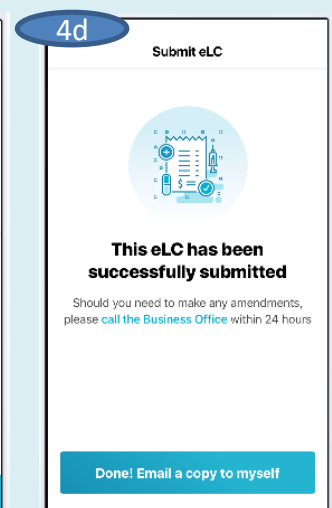 4d
Submit eLC
This eLC has been
successfully submitted
Should you need to make any amendments,
please call the Business Office within 24 hours
Done! Email a copy to myself